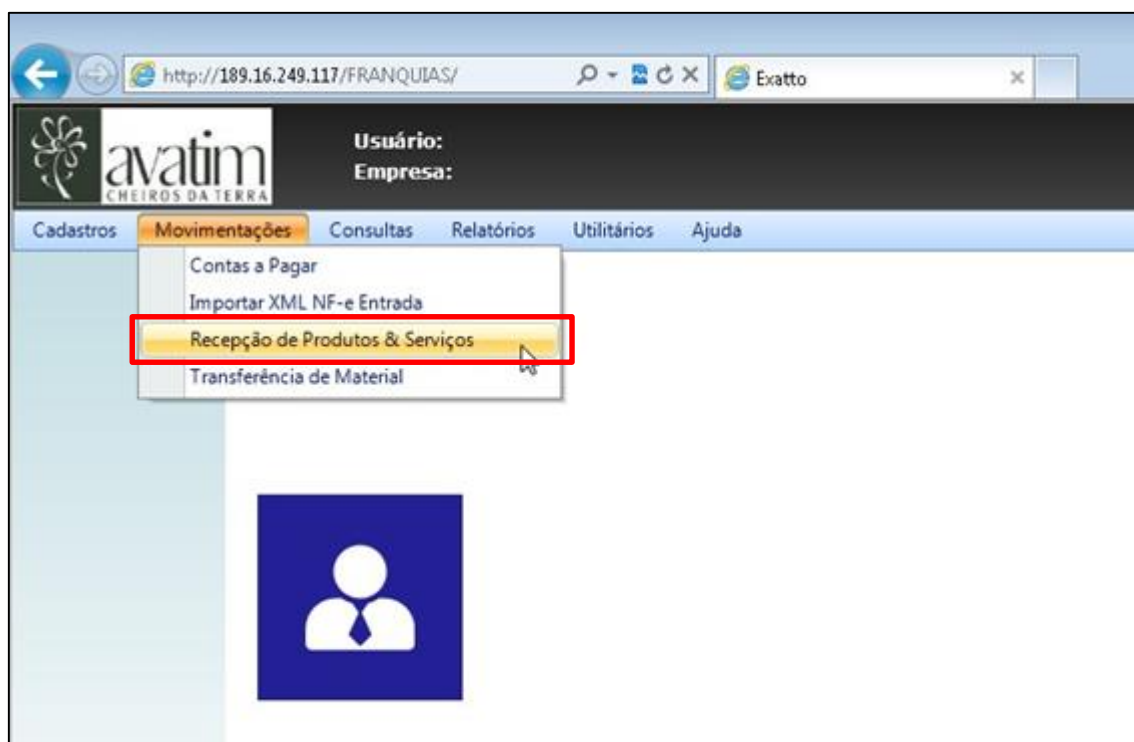 http://189.16.249.117/FRANQUIAS/
Exatto
avatim
CHEIROS DA TERRA
Usuário:
Empresa:
Cadastros Movimentações Consultas Relatórios Utilitários Ajuda
Contas a Pagar
Importar XML NF-e Entrada
Recepção de Produtos & Serviços
Transferência de Material